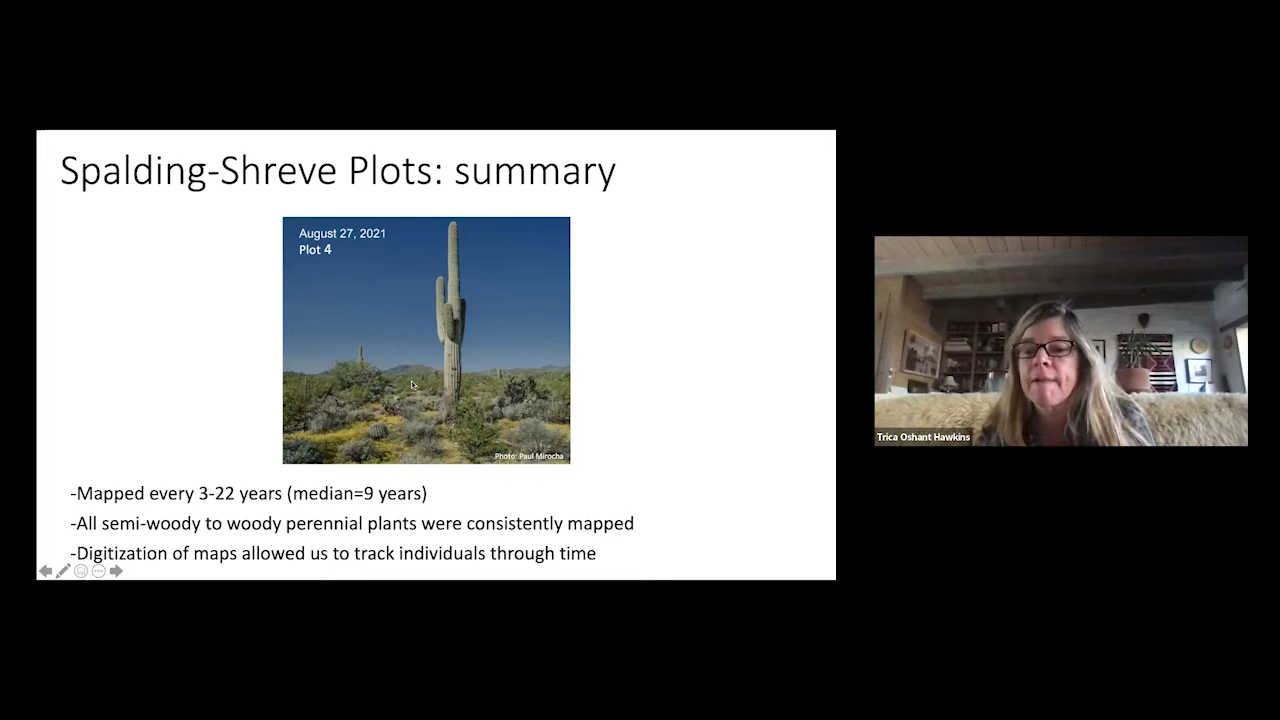 Spalding-Shreve Plots: summary
August 27, 2021
Plot 4
Photo: Paul Mirocha
-Mapped every 3-22 years (median=9 years)
-All semi-woody to woody perennial plants were consistently mapped
-Digitization of maps allowed us to track individuals through time
Trica Oshant Hawkins